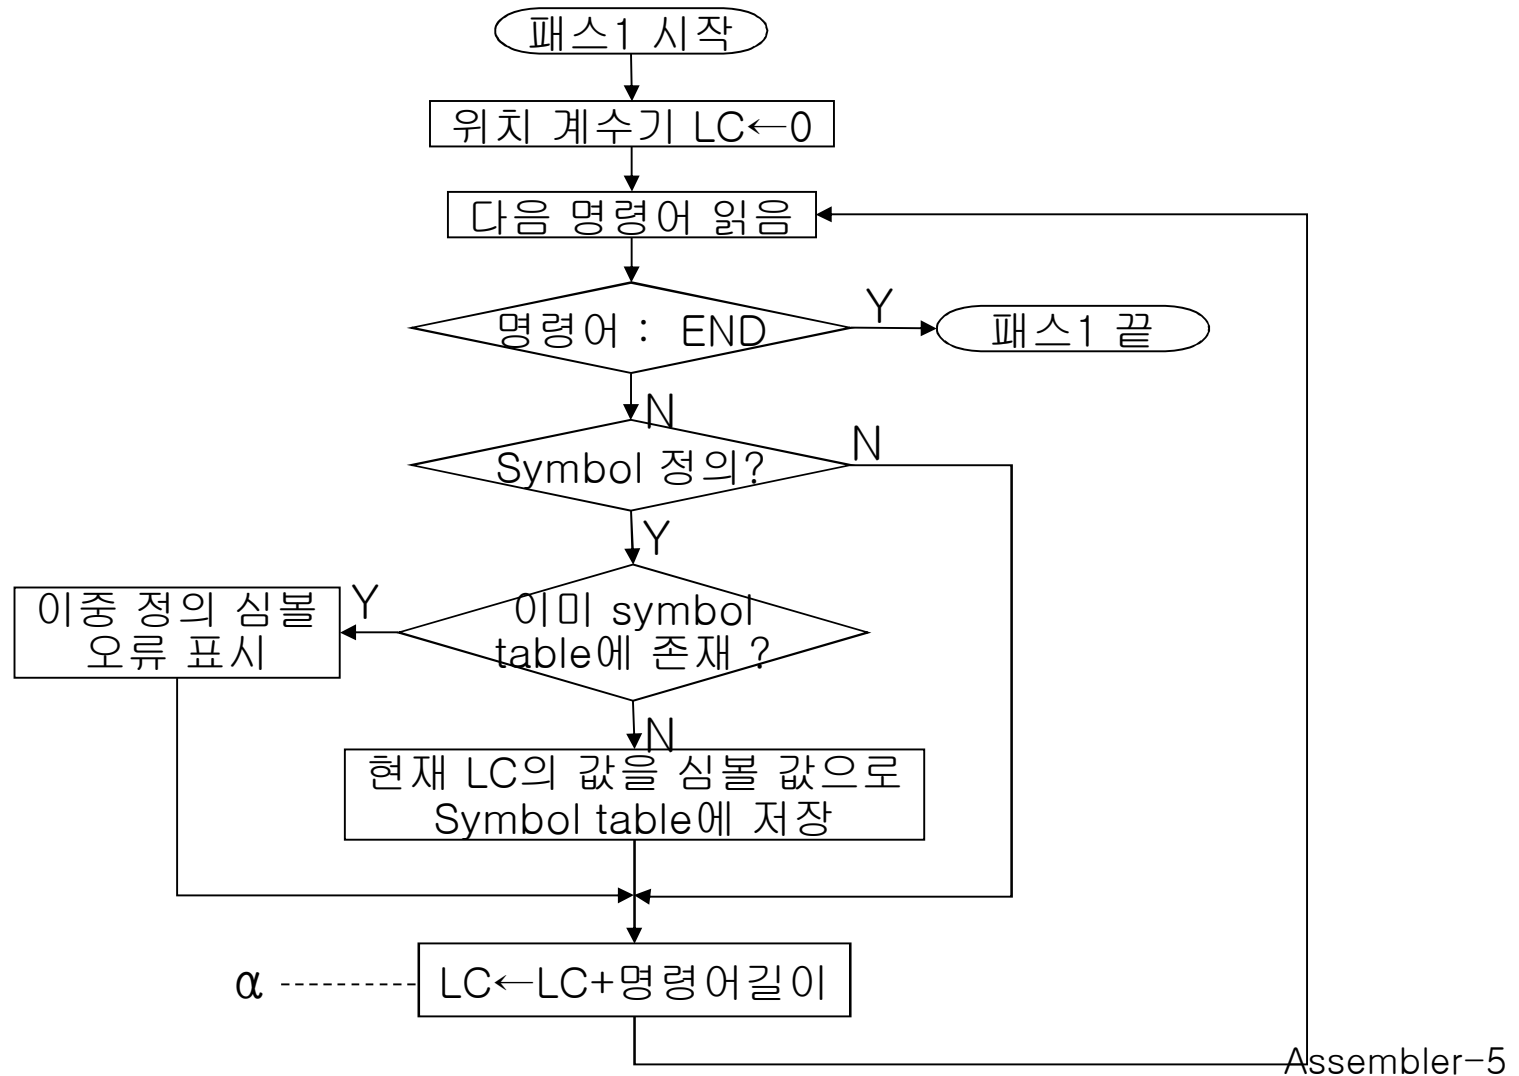 패스1 시작
위치 계수기 LC←0
다음 명령어 읽음
명령어 : END
Y
패스1 끝
N
Symbol 정의?
N
Y
이미 symbol
table에 존재 ?
Y
이중 정의 심볼
오류 표시
N
현재 LC의 값을 심볼 값으로
Symbol table에 저장
α
LC←LC+명령어길이
Assembler-5